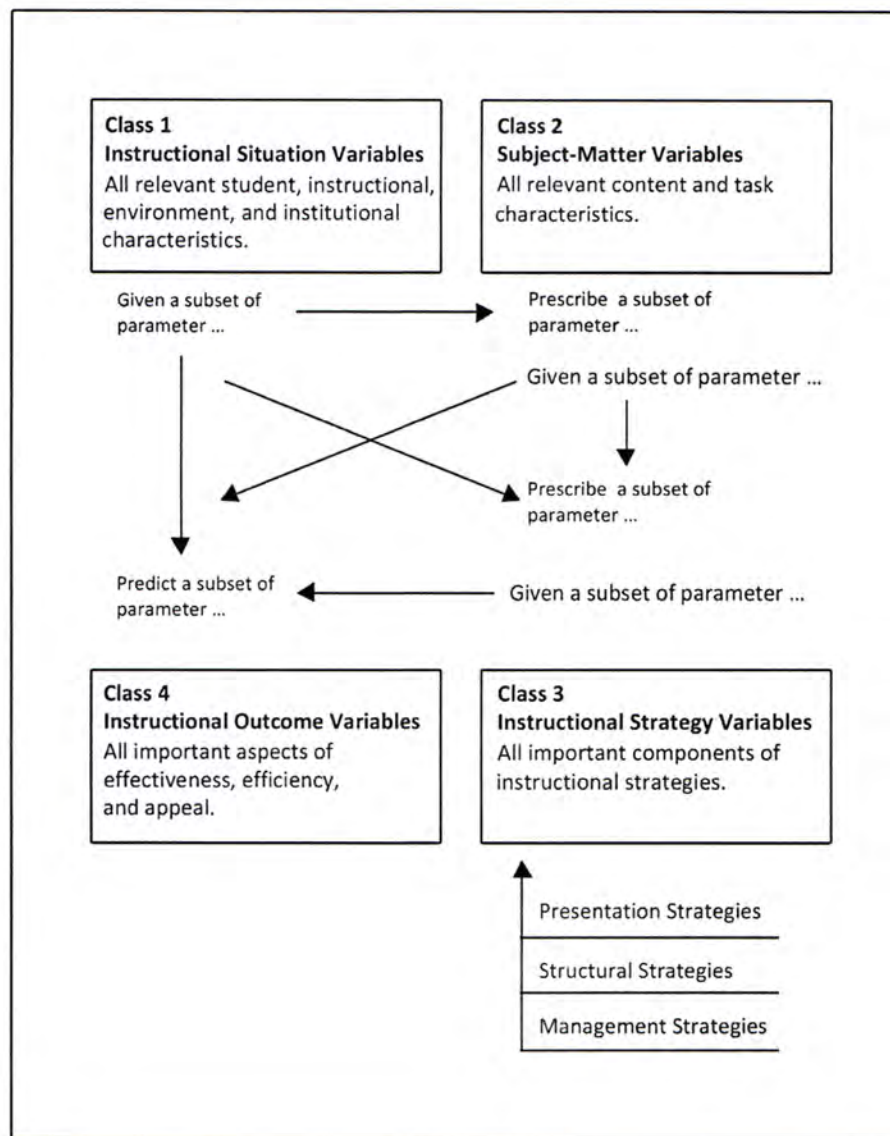 Class 1
Instructional Situation Variables
All relevant student, instructional,
environment, and institutional
characteristics.
Class 2
Subject-Matter Variables
All relevant content and task
characteristics.
Given a subset of
parameter ...
Prescribe a subset of
parameter ...
Given a subset of parameter ...
Prescribe a subset of
parameter ...
Predict a subset of
parameter ...
Given a subset of parameter ...
Class 4
Instructional Outcome Variables
All important aspects of
effectiveness, efficiency,
and appeal.
Class 3
Instructional Strategy Variables
All important components of
instructional strategies.
Presentation Strategies
Structural Strategies
Management Strategies